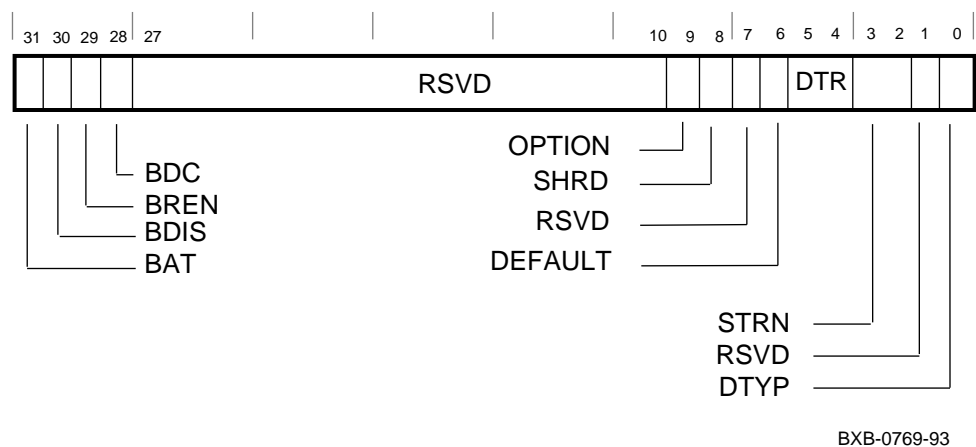 31 30 29 28 27 10 9 8 7 6 5 4 3 2 1 0
RSVD DTR
OPTION
BDC SHRD
BREN
RSVD
BDIS
BAT DEFAULT
STRN
RSVD
DTYP
BXB-0769-93